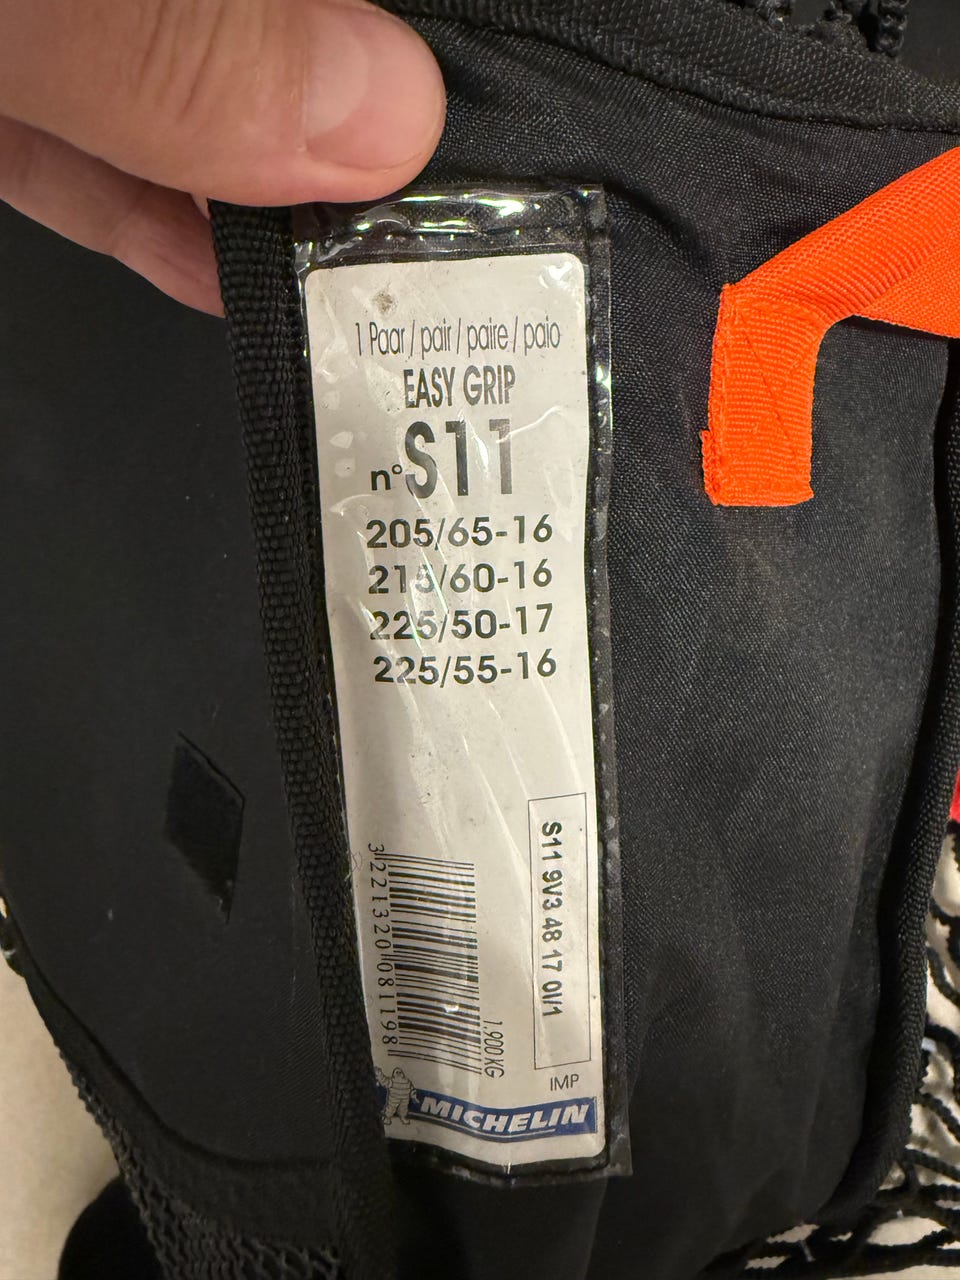 1 Paar / pair / paire / paio
EASY GRIP
n° S11
205/65-16
215/60-16
225/50-17
225/55-16
S11 9V3 48 17 0I/1
3221320081198
1,900 KG
IMP
MICHELIN